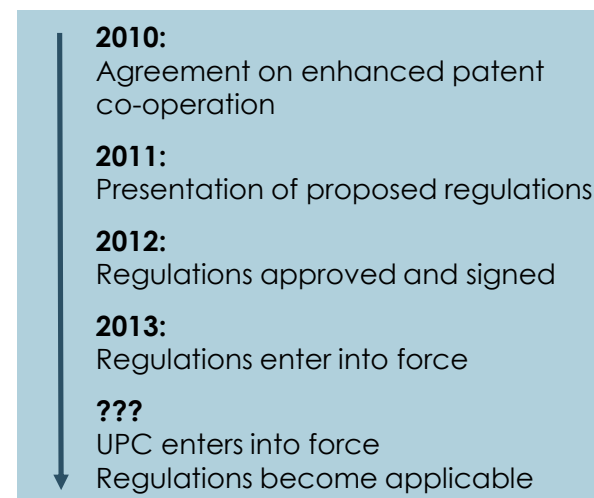 2010:
Agreement on enhanced patent
co-operation
2011:
Presentation of proposed regulations
2012:
Regulations approved and signed
2013:
Regulations enter into force
???
UPC enters into force
Regulations become applicable